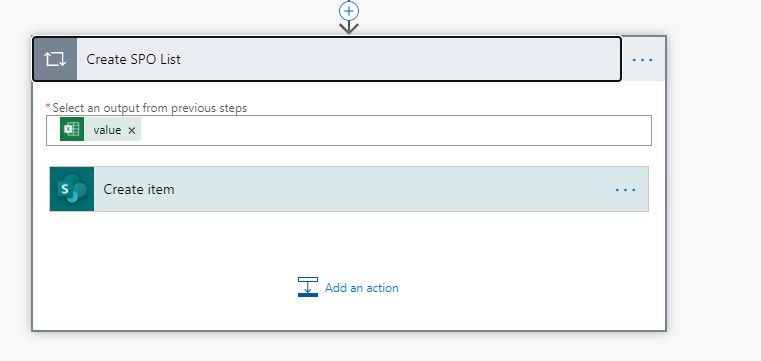 Create SPO List
* Select an output from previous steps
value ×
Create item
Add an action